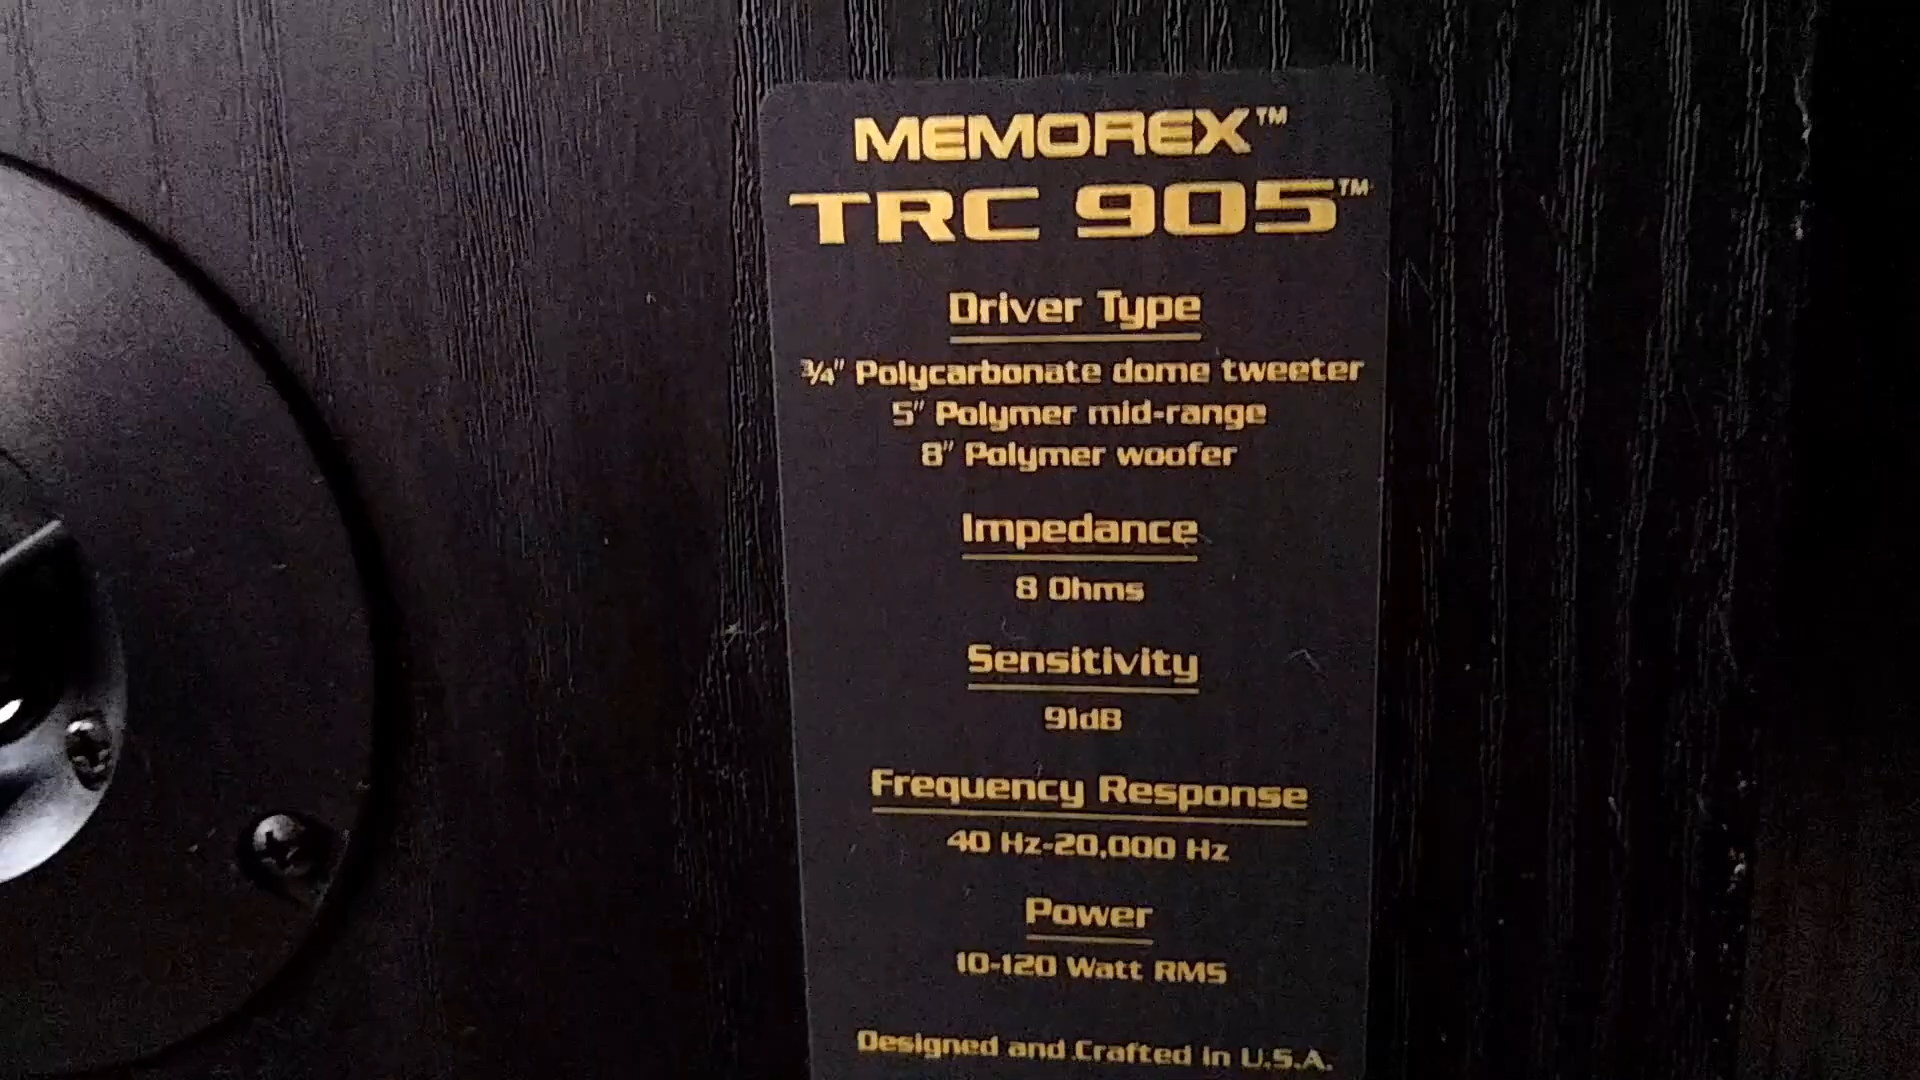 MEMOREX™
TRC 905™
Driver Type
¾" Polycarbonate dome tweeter
5" Polymer mid-range
8" Polymer woofer
Impedance
8 Ohms
Sensitivity
91dB
Frequency Response
40 Hz-20,000 Hz
Power
10-120 Watt RMS
Designed and Crafted in U.S.A.